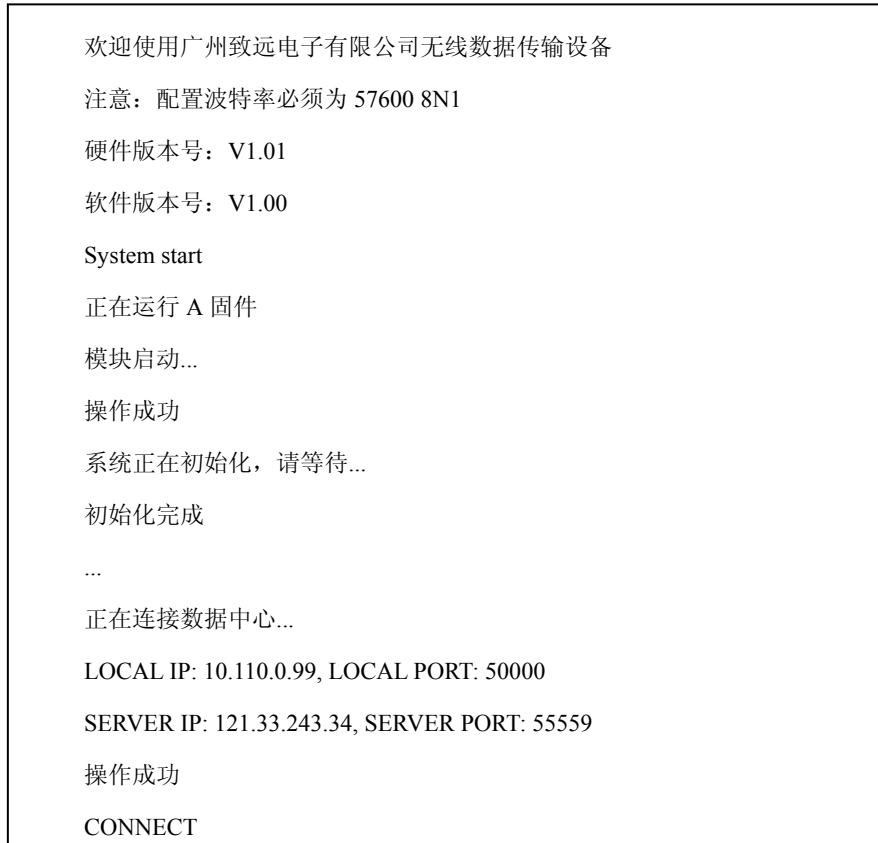 欢迎使用广州致远电子有限公司无线数据传输设备
注意：配置波特率必须为 57600 8N1
硬件版本号：V1.01
软件版本号：V1.00
System start
正在运行 A 固件
模块启动...
操作成功
系统正在初始化，请等待...
初始化完成
...
正在连接数据中心...
LOCAL IP: 10.110.0.99, LOCAL PORT: 50000
SERVER IP: 121.33.243.34, SERVER PORT: 55559
操作成功
CONNECT